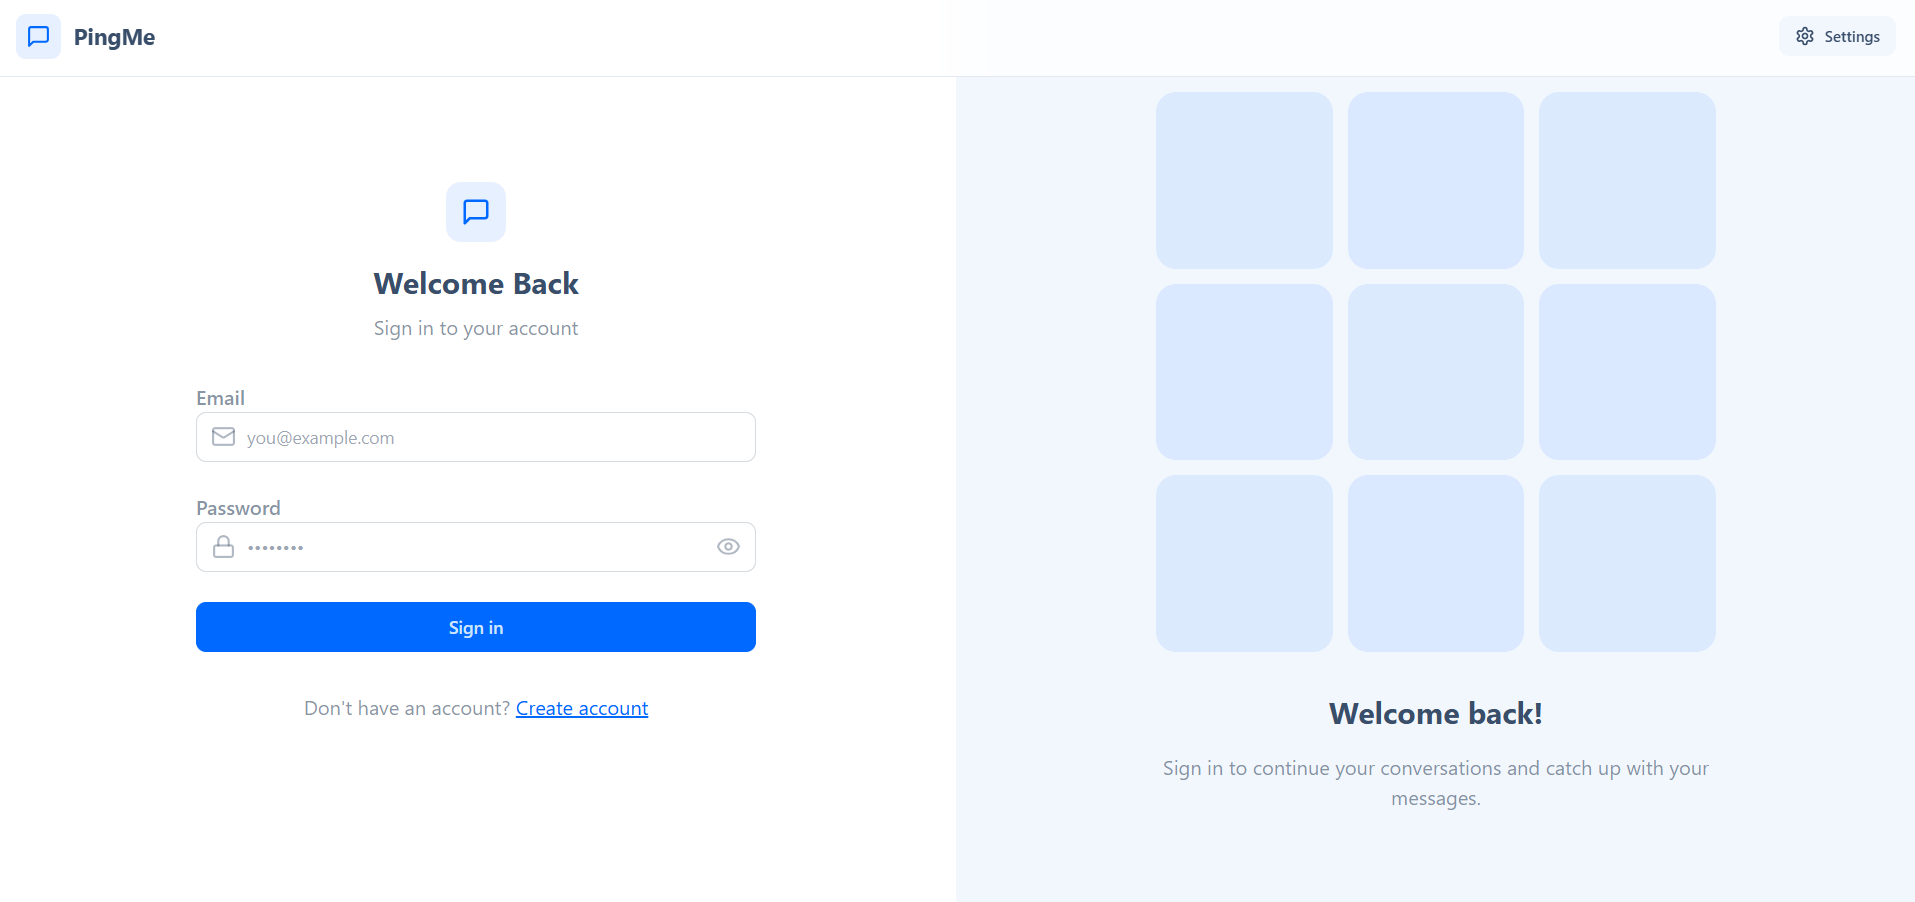 PingMe
Settings
Welcome Back
Sign in to your account
Email
you@example.com
Password
••••••••
Sign in
Don't have an account? Create account
Welcome back!
Sign in to continue your conversations and catch up with your
messages.